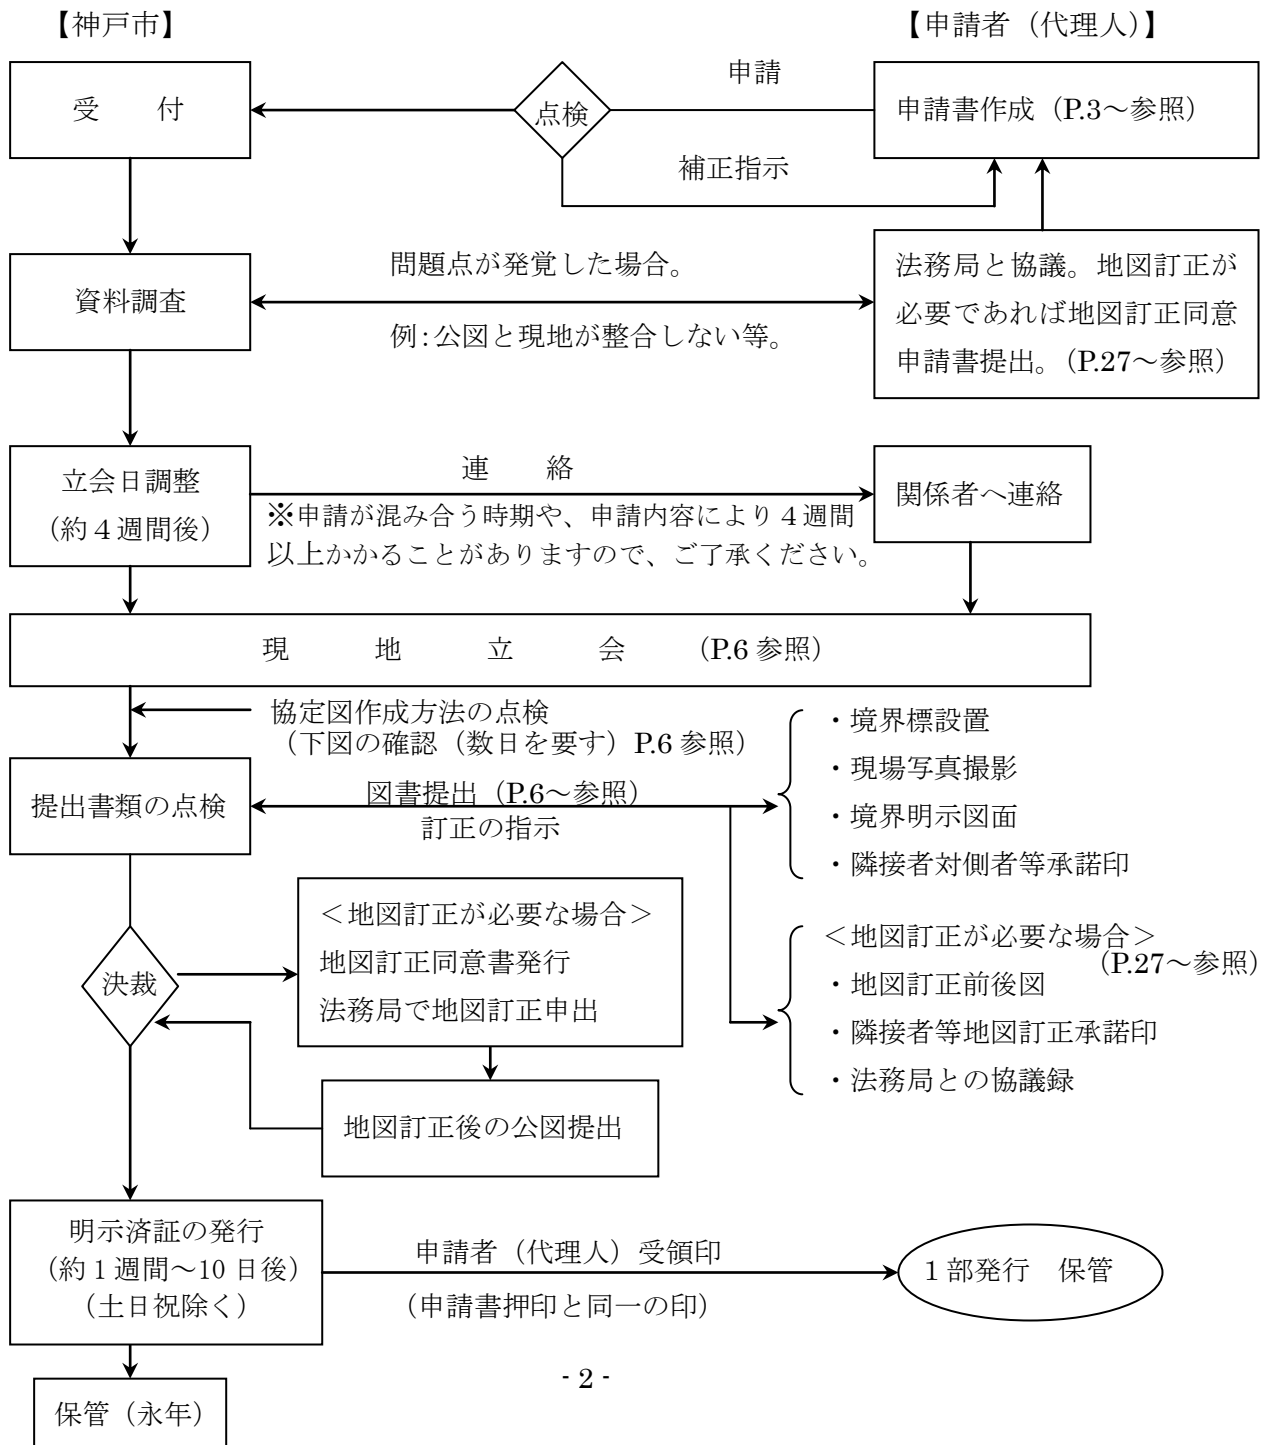 【神戸市】
【申請者（代理人）】
受　付
点検
申請
申請書作成（P.3～参照）
補正指示
資料調査
問題点が発覚した場合。
例：公図と現地が整合しない等。
法務局と協議。地図訂正が
必要であれば地図訂正同意
申請書提出。（P.27～参照）
立会日調整
（約４週間後）
連　絡
※申請が混み合う時期や、申請内容により４週間
以上かかることがありますので、ご了承ください。
関係者へ連絡
現　地　立　会　（P.6 参照）
協定図作成方法の点検
（下図の確認（数日を要す）P.6 参照）
提出書類の点検
図書提出（P.6～参照）
訂正の指示
・境界標設置
・現場写真撮影
・境界明示図面
・隣接者対側者等承諾印
＜地図訂正が必要な場合＞
（P.27～参照）
・地図訂正前後図
・隣接者等地図訂正承諾印
・法務局との協議録
決裁
＜地図訂正が必要な場合＞
地図訂正同意書発行
法務局で地図訂正申出
地図訂正後の公図提出
明示済証の発行
（約 1 週間～10 日後）
（土日祝除く）
申請者（代理人）受領印
（申請書押印と同一の印）
１部発行　保管
保管（永年）
- 2 -